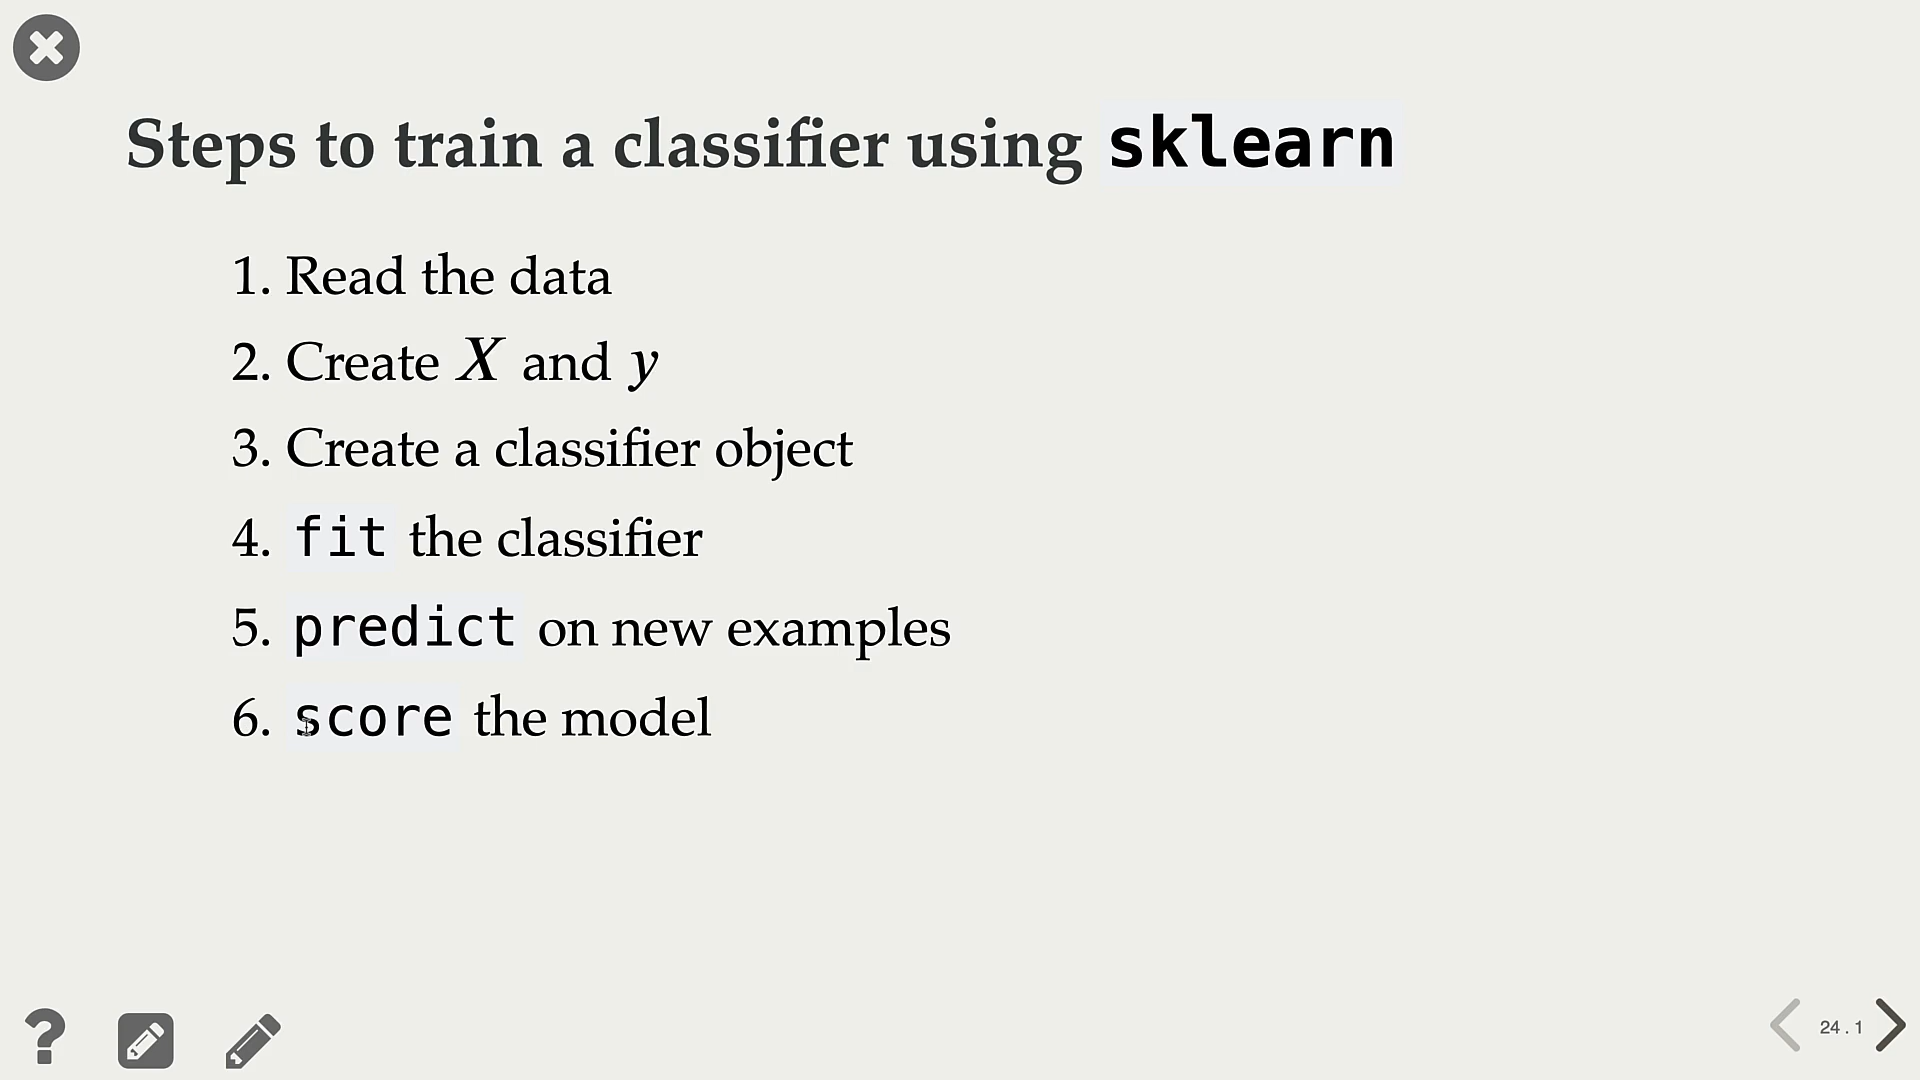 Steps to train a classifier using sklearn
1. Read the data
2. Create X and y
3. Create a classifier object
4. fit the classifier
5. predict on new examples
6. score the model
24 . 1